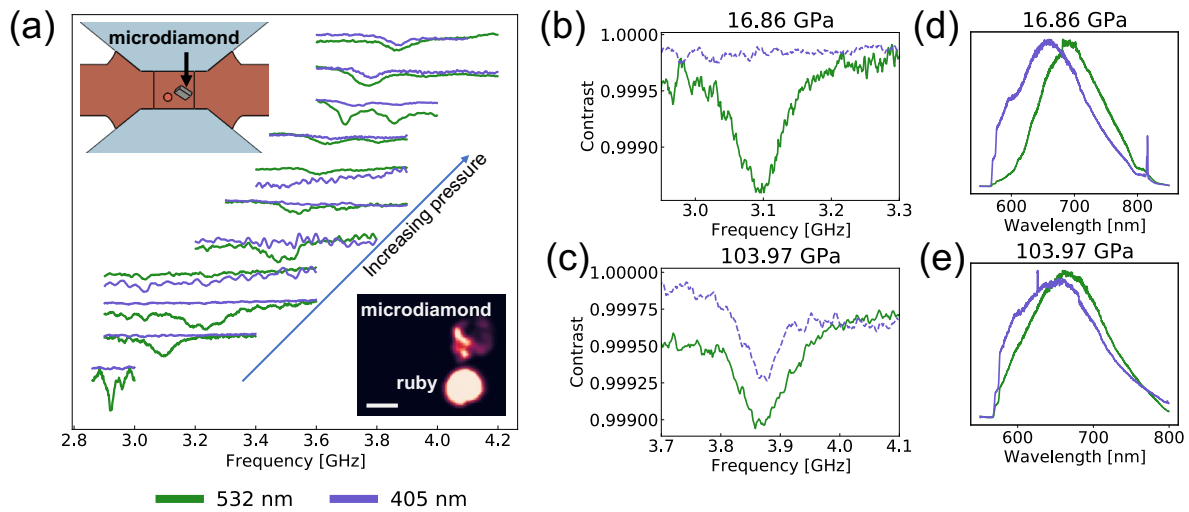 (a)
microdiamond
Increasing pressure
microdiamond
ruby
2.8 3.0 3.2 3.4 3.6 3.8 4.0 4.2
Frequency [GHz]
532 nm
405 nm
(b)
16.86 GPa
1.0000
0.9995
0.9990
Contrast
3.0 3.1 3.2 3.3
Frequency [GHz]
(c)
103.97 GPa
1.00000
0.99975
0.99950
0.99925
0.99900
Contrast
3.7 3.8 3.9 4.0 4.1
Frequency [GHz]
(d)
16.86 GPa
600 700 800
Wavelength [nm]
(e)
103.97 GPa
600 700 800
Wavelength [nm]